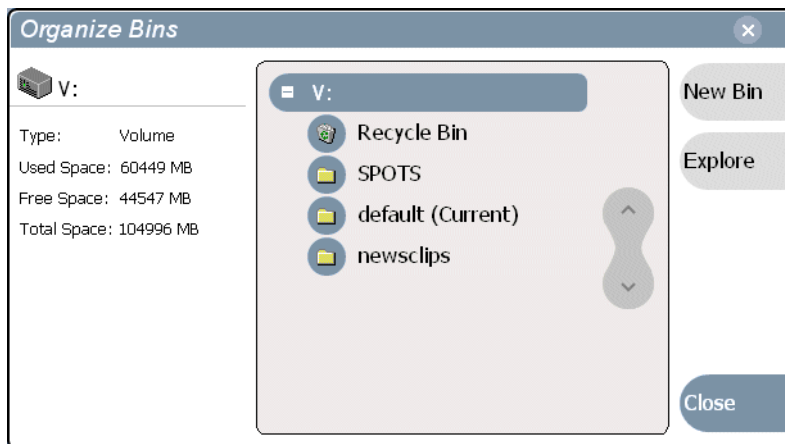 Organize Bins
V:
Type: Volume
Used Space: 60449 MB
Free Space: 44547 MB
Total Space: 104996 MB
V:
Recycle Bin
SPOTS
default (Current)
newsclips
New Bin
Explore
Close